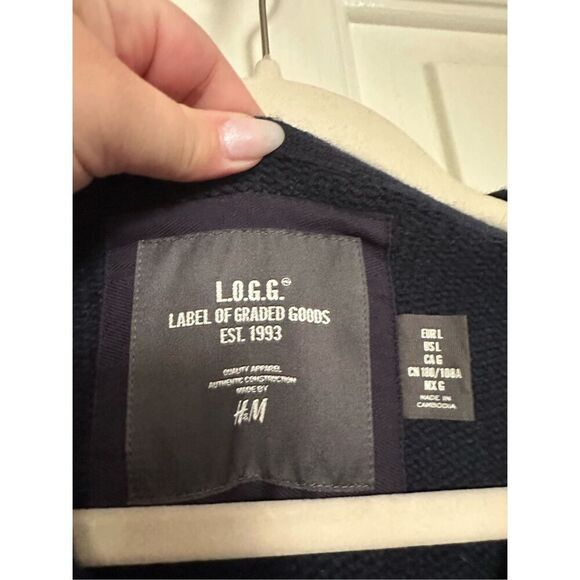 L.O.G.G.
LABEL OF GRADED GOODS
EST. 1993
QUALITY APPAREL
AUTHENTIC CONSTRUCTION
MADE BY
H&M
EUR L
US L
CA G
CN 180/108A
MX G
MADE IN
CAMBODIA